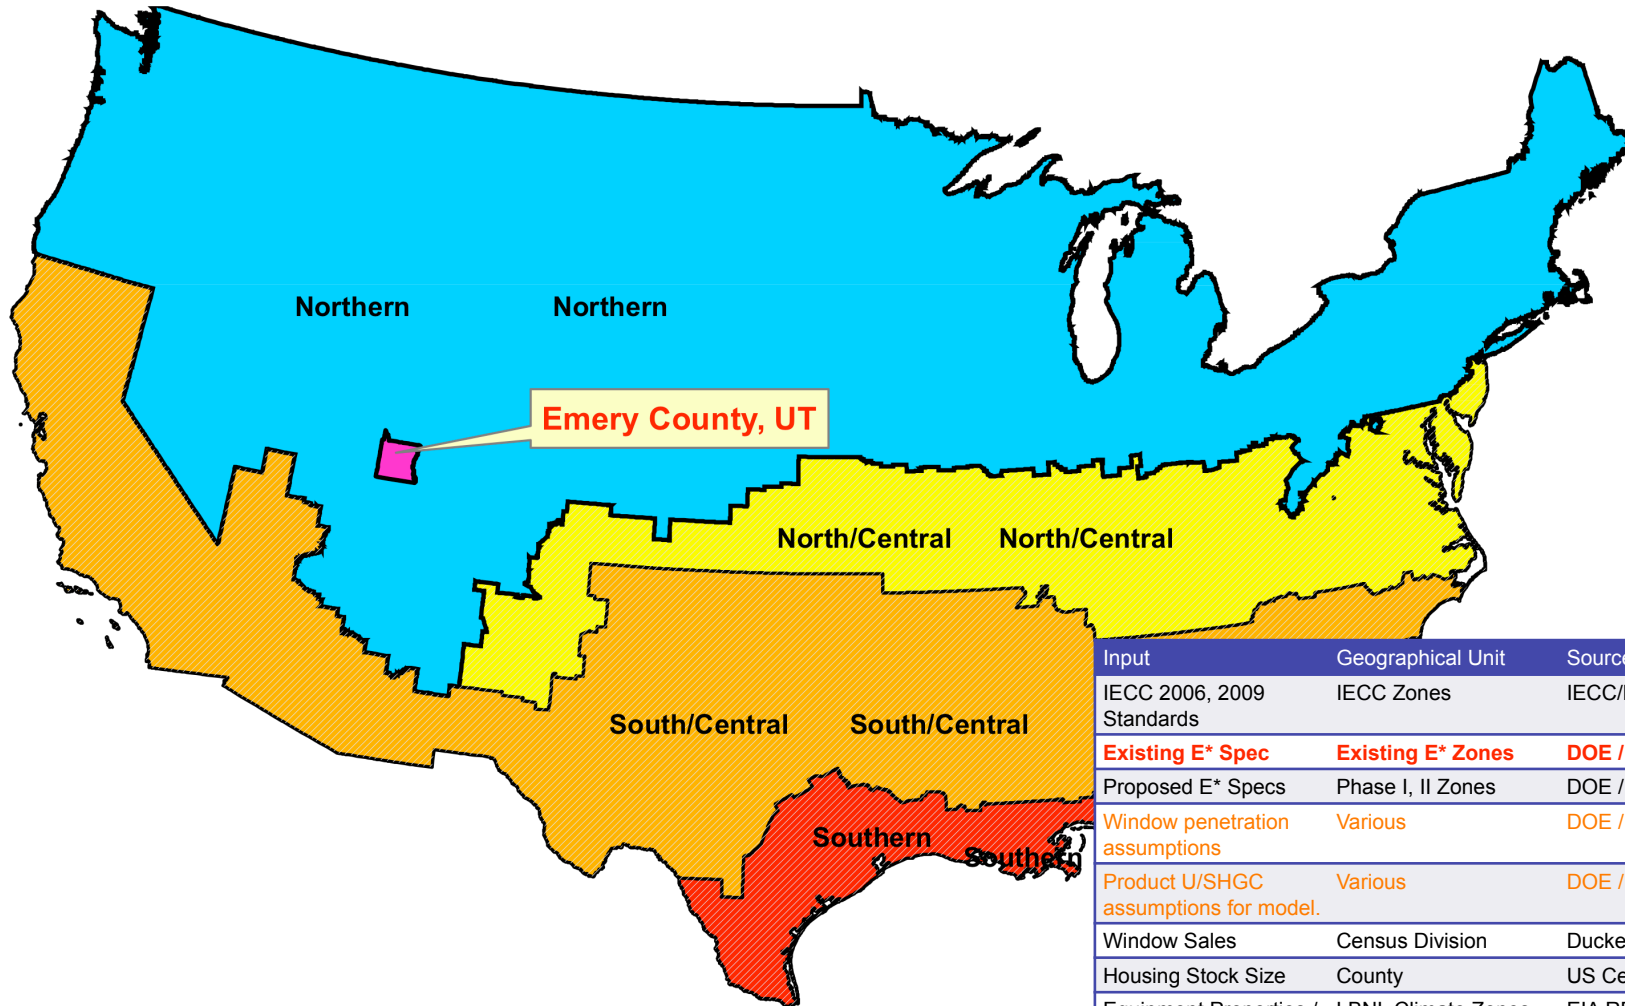 Northern
Northern
Emery County, UT
North/Central
North/Central
South/Central
South/Central
Southern
Southern
Input Geographical Unit
IECC 2006, 2009 IECC Zones
Standards
Existing E* Spec Existing E* Zones DOE /
Proposed E* Specs Phase I, II Zones DOE /
Window penetration Various DOE /
assumptions
Product U/SHGC Various DOE /
assumptions for model.
Window Sales Census Division
Housing Stock Size County US